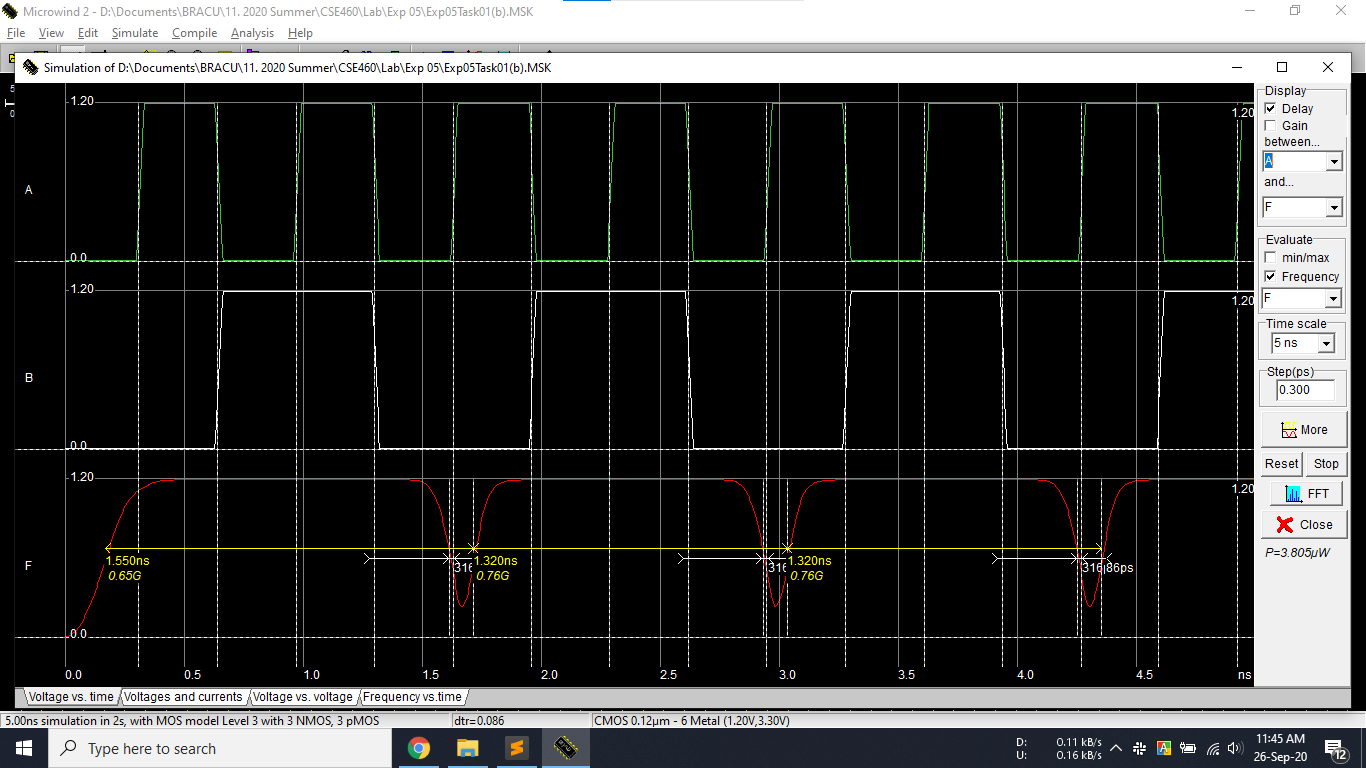 Microwind 2 - D:\Documents\BRACU\11. 2020 Summer\CSE460\Lab\Exp 05\Exp05Task01(b).MSK
File View Edit Simulate Compile Analysis Help
Simulation of D:\Documents\BRACU\11. 2020 Summer\CSE460\Lab\Exp 05\Exp05Task01(b).MSK
5
0
1.20
1.20
A
0.0
1.20
1.20
B
0.0
1.20
1.20
F
1.550ns
0.65G
316
1.320ns
0.76G
316
1.320ns
0.76G
316
86ps
0.0
0.0 0.5 1.0 1.5 2.0 2.5 3.0 3.5 4.0 4.5 ns
Display
Delay
Gain
between...
A
and...
F
Evaluate
min/max
Frequency
F
Time scale
5 ns
Step(ps)
0.300
More
Reset Stop
FFT
Close
P=3.805µW
Voltage vs. time Voltages and currents Voltage vs. voltage Frequency vs.time
5.00ns simulation in 2s, with MOS model Level 3 with 3 NMOS, 3 pMOS dtr=0.086 CMOS 0.12µm - 6 Metal (1.20V,3.30V)
Type here to search
D: 0.11 kB/s
U: 0.16 kB/s
11:45 AM
26-Sep-20
12